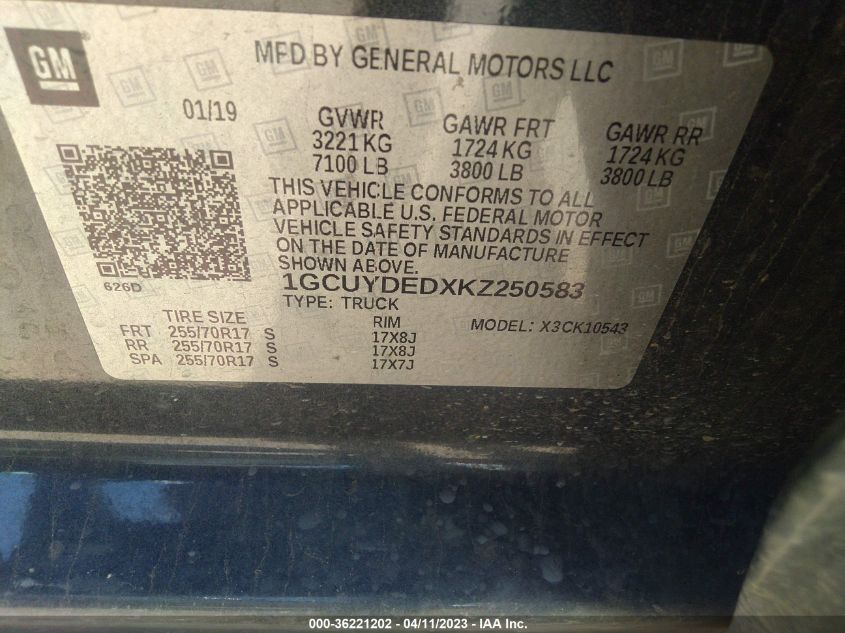 GM
MFD BY GENERAL MOTORS LLC
01/19
GVWR
3221 KG
7100 LB
GAWR FRT
1724 KG
3800 LB
GAWR RR
1724 KG
3800 LB
THIS VEHICLE CONFORMS TO ALL
APPLICABLE U.S. FEDERAL MOTOR
VEHICLE SAFETY STANDARDS IN EFFECT
ON THE DATE OF MANUFACTURE
SHOWN ABOVE.
626D
1GCUYDEDXKZ250583
TYPE: TRUCK
MODEL: X3CK10543
TIRE SIZE RIM
FRT 255/70R17 S 17X8J
RR 255/70R17 S 17X8J
SPA 255/70R17 S 17X7J
000-36221202 - 04/11/2023 - IAA Inc.